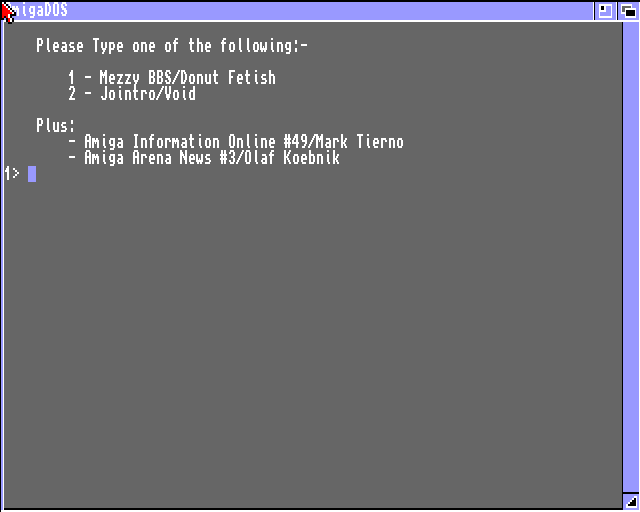 AmigaDOS
Please Type one of the following:-
1 - Mezzy BBS/Donut Fetish
2 - Jointro/Void
Plus:
- Amiga Information Online #49/Mark Tierno
- Amiga Arena News #3/Olaf Koebnik
1>